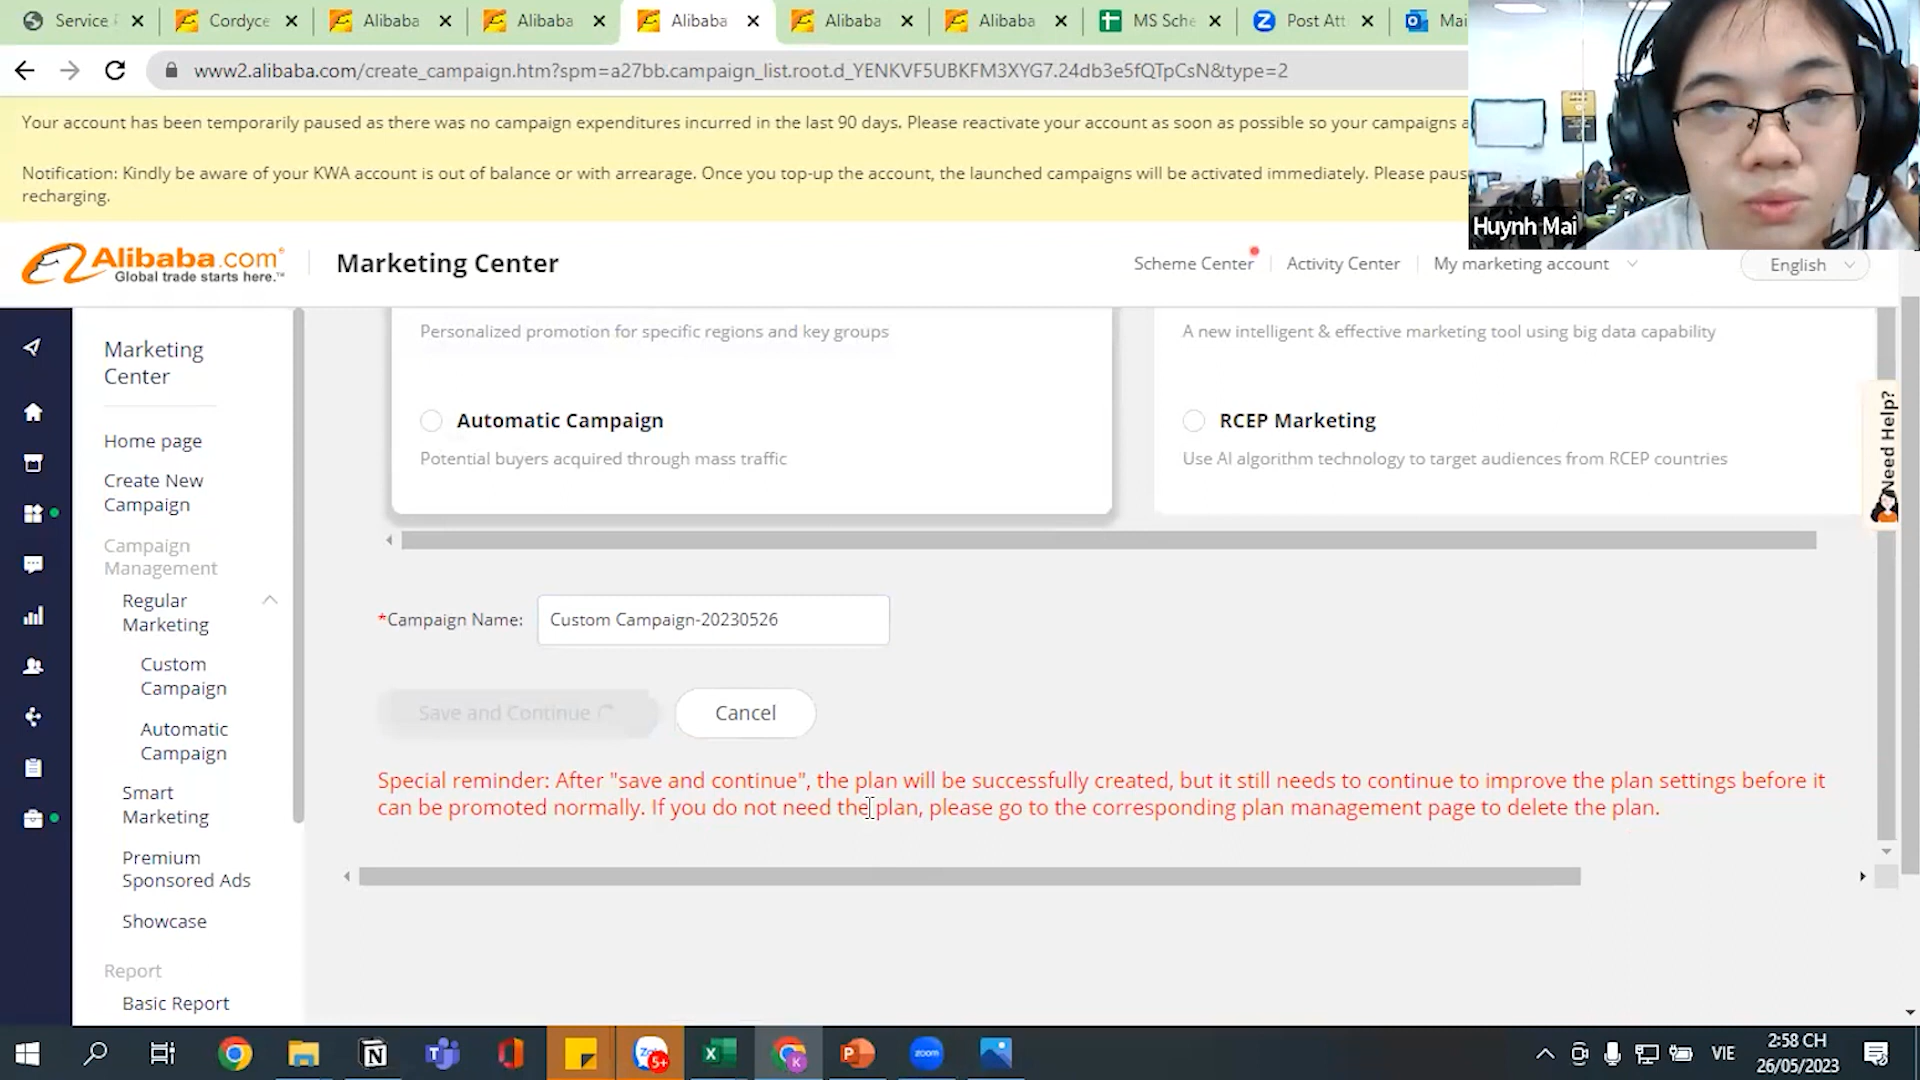 Service
Cordyce
Alibaba
Alibaba
Alibaba
Alibaba
Alibaba
MS Sche
Post Att
Mai
www2.alibaba.com/create_campaign.htm?spm=a27bb.campaign_list.root.d_YENKVF5UBKFM3XYG7.24db3e5fQTpCsN&type=2
Your account has been temporarily paused as there was no campaign expenditures incurred in the last 90 days. Please reactivate your account as soon as possible so your campaigns a
Notification: Kindly be aware of your KWA account is out of balance or with arrearage. Once you top-up the account, the launched campaigns will be activated immediately. Please paus
recharging.
Huynh Mai
Alibaba.com
Global trade starts here.™
Marketing Center
Scheme Center
Activity Center
My marketing account
English
Marketing
Center
Home page
Create New
Campaign
Campaign
Management
Regular
Marketing
Custom
Campaign
Automatic
Campaign
Smart
Marketing
Premium
Sponsored Ads
Showcase
Report
Basic Report
Personalized promotion for specific regions and key groups
A new intelligent & effective marketing tool using big data capability
Automatic Campaign
Potential buyers acquired through mass traffic
RCEP Marketing
Use AI algorithm technology to target audiences from RCEP countries
Need Help?
*Campaign Name: Custom Campaign-20230526
Save and Continue
Cancel
Special reminder: After "save and continue", the plan will be successfully created, but it still needs to continue to improve the plan settings before it
can be promoted normally. If you do not need the plan, please go to the corresponding plan management page to delete the plan.
5+
zoom
VIE
2:58 CH
26/05/2023